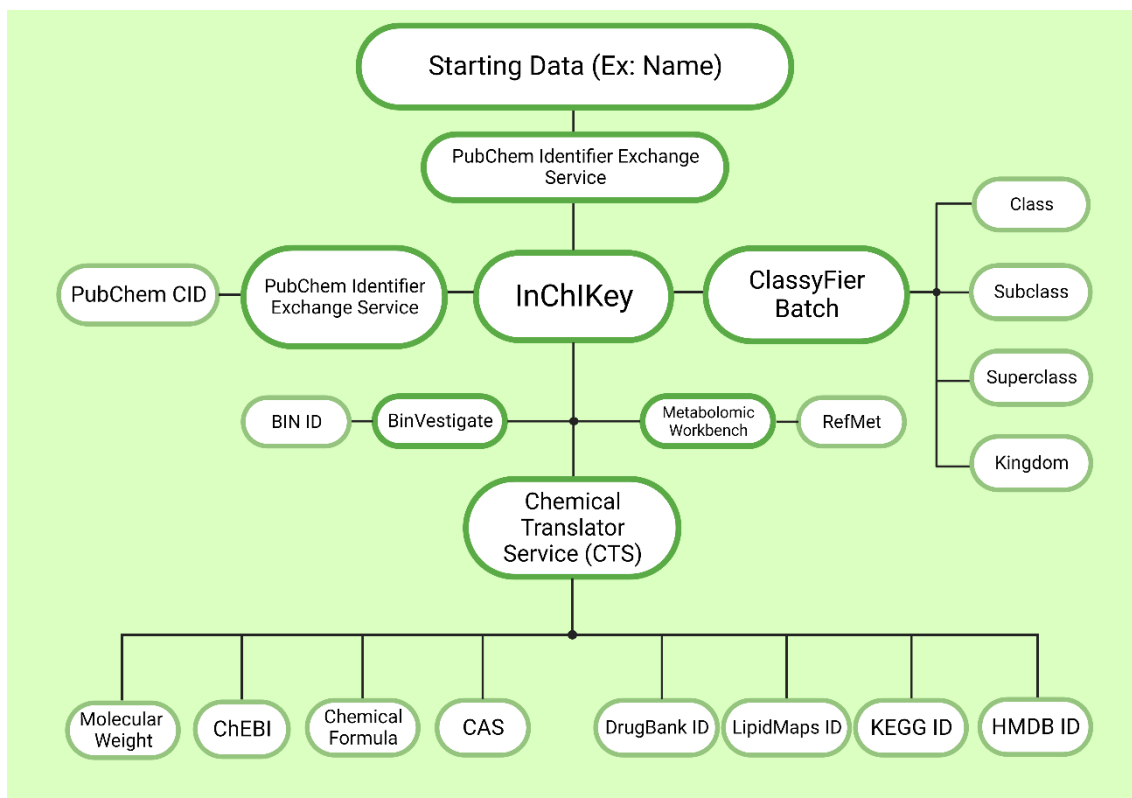 Starting Data (Ex: Name)
PubChem Identifier Exchange
Service
Class
PubChem CID
PubChem Identifier
Exchange Service
InChIKey
ClassyFier
Batch
Subclass
Superclass
BIN ID
BinVestigate
Metabolomic
Workbench
RefMet
Kingdom
Chemical
Translator
Service (CTS)
Molecular
Weight
ChEBI
Chemical
Formula
CAS
DrugBank ID
LipidMaps ID
KEGG ID
HMDB ID